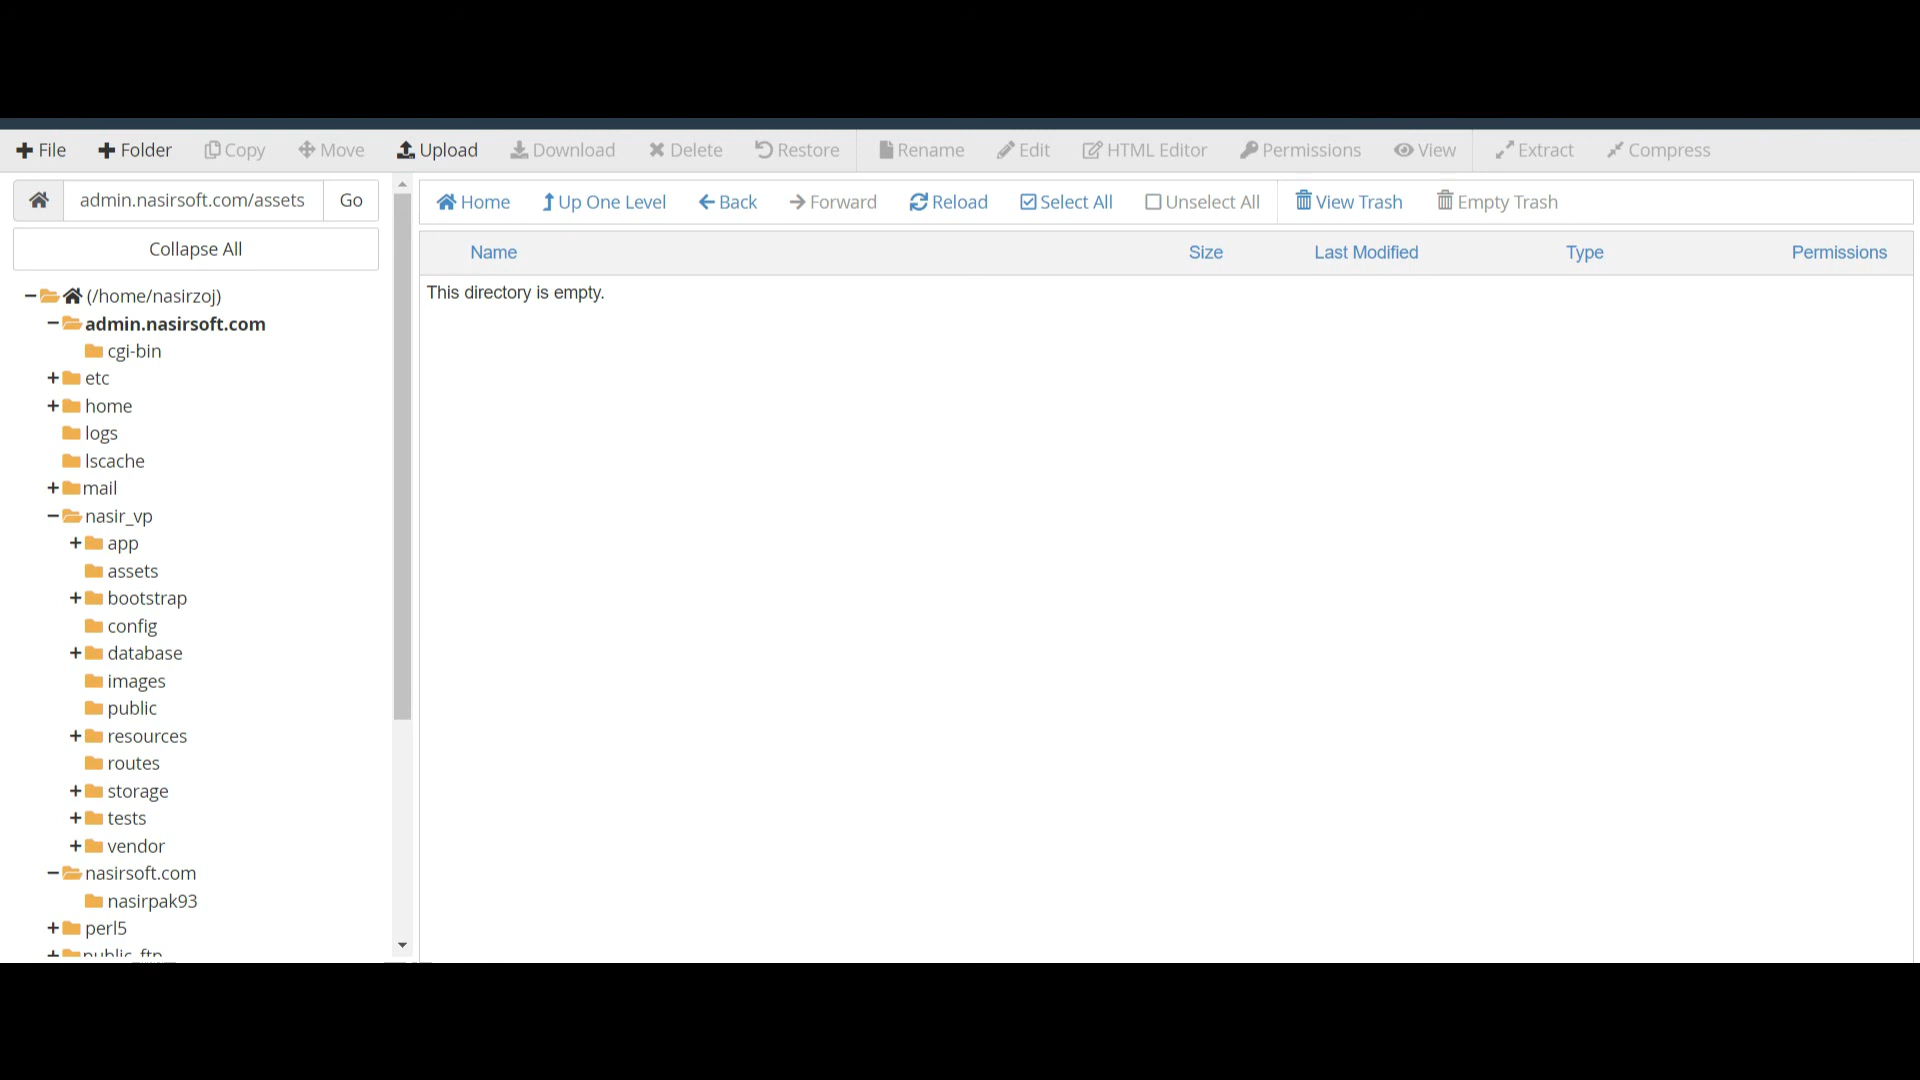 File Folder Copy Move Upload Download Delete Restore Rename Edit HTML Editor Permissions View Extract Compress
admin.nasirsoft.com/assets Go
Home Up One Level Back Forward Reload Select All Unselect All View Trash Empty Trash
Collapse All
Name Size Last Modified Type Permissions
This directory is empty.
(/home/nasirzoj)
admin.nasirsoft.com
cgi-bin
etc
home
logs
lscache
mail
nasir_vp
app
assets
bootstrap
config
database
images
public
resources
routes
storage
tests
vendor
nasirsoft.com
nasirpak93
perl5
public_ftp